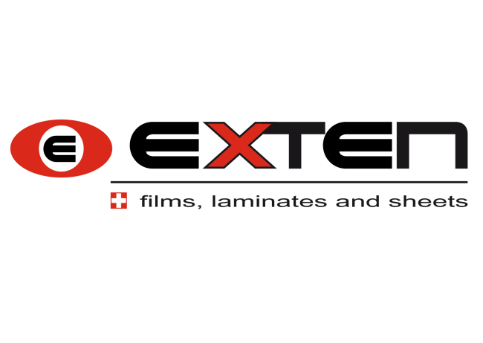 E EXTEN
films, laminates and sheets